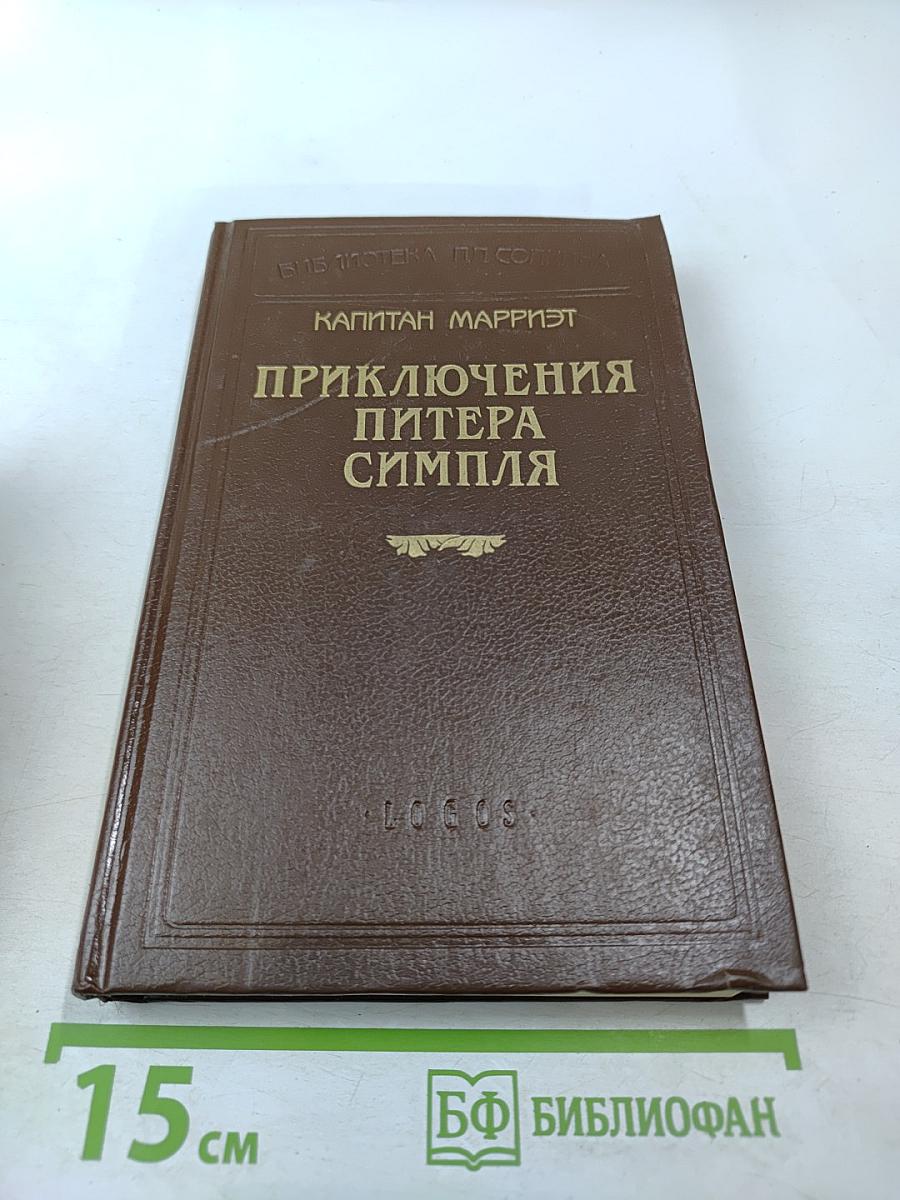 БИБЛИОТЕКА П.П.СОЙКИНА
КАПИТАН МАРРИЭТ
ПРИКЛЮЧЕНИЯ
ПИТЕРА
СИМПЛЯ
·LOGOS·
15 см
БФ БИБЛИОФАН